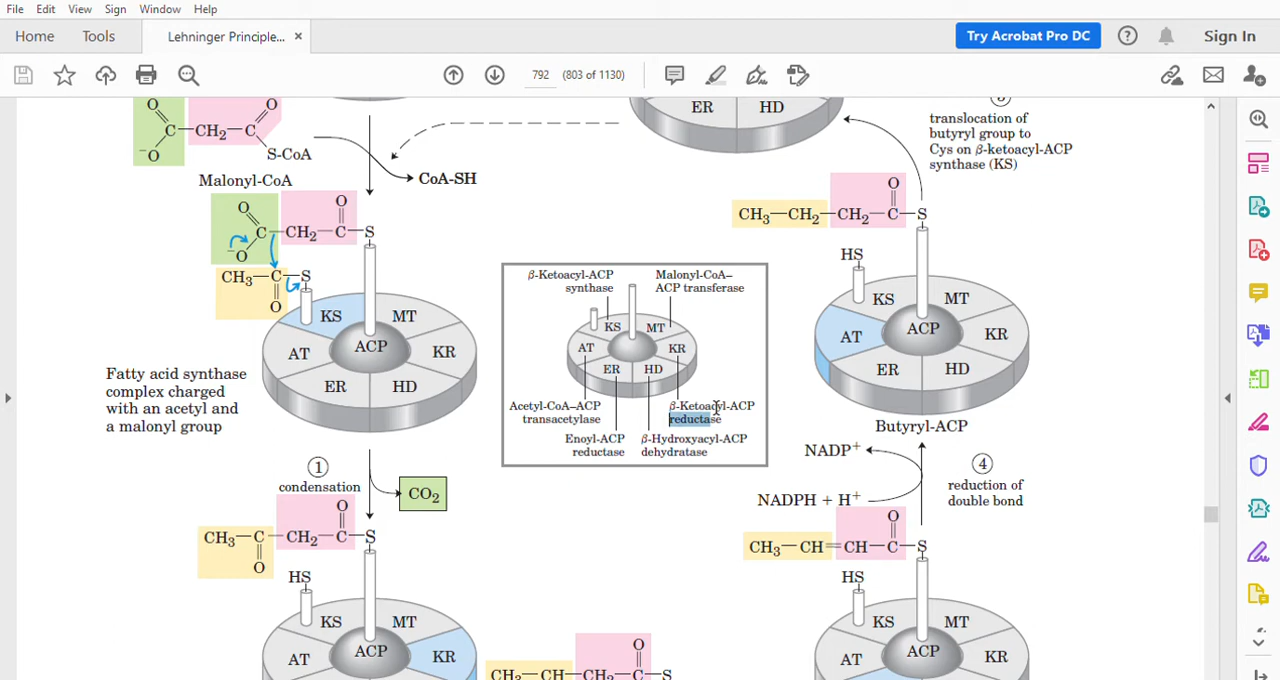 File Edit View Sign Window Help
Home Tools Lehninger Principle... × Try Acrobat Pro DC Sign In
792 (803 of 1130)
O O
C—CH₂—C
⁻O S-CoA
Malonyl-CoA
CoA-SH
O O
C—CH₂—C—S
⁻O
CH₃—C—S
O
KS MT
AT ACP KR
ER HD
Fatty acid synthase
complex charged
with an acetyl and
a malonyl group
1
condensation
CO₂
O
CH₃—C—CH₂—C—S
O
HS
KS MT
AT ACP KR
O
CH₃—CH—CH₂—C—S
β-Ketoacyl-ACP
synthase
Malonyl-CoA–
ACP transferase
KS MT
AT KR
ER HD
Acetyl-CoA–ACP
transacetylase
β-Ketoacyl-ACP
reductase
Enoyl-ACP
reductase
β-Hydroxyacyl-ACP
dehydratase
ER HD
translocation of
butyryl group to
Cys on β-ketoacyl-ACP
synthase (KS)
O
CH₃—CH₂—CH₂—C—S
HS
KS MT
AT ACP KR
ER HD
Butyryl-ACP
NADP⁺
NADPH + H⁺
4
reduction of
double bond
O
CH₃—CH=CH—C—S
HS
KS MT
AT ACP KR